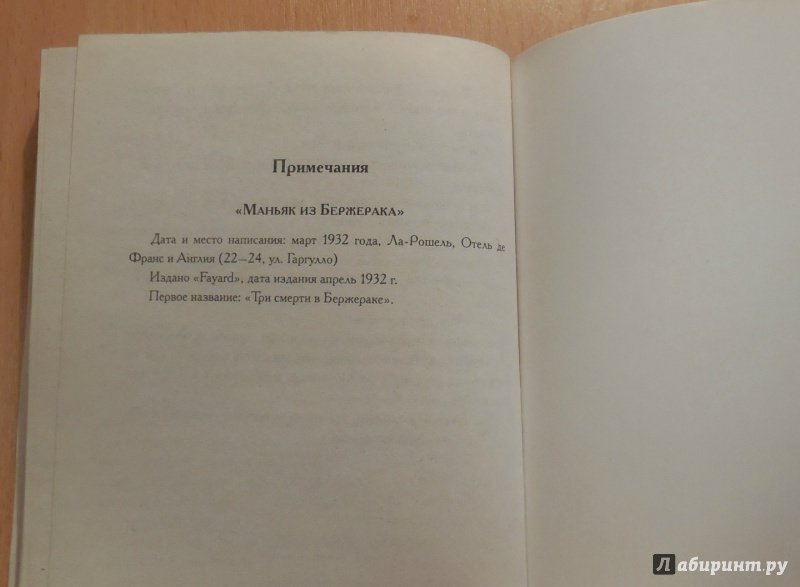 Примечания
«Маньяк из Бержерака»
Дата и место написания: март 1932 года, Ла-Рошель, Отель де
Франс и Англия (22—24, ул. Гаргулло)
Издано «Fayard», дата издания апрель 1932 г.
Первое название: «Три смерти в Бержераке».
Лабиринт.ру